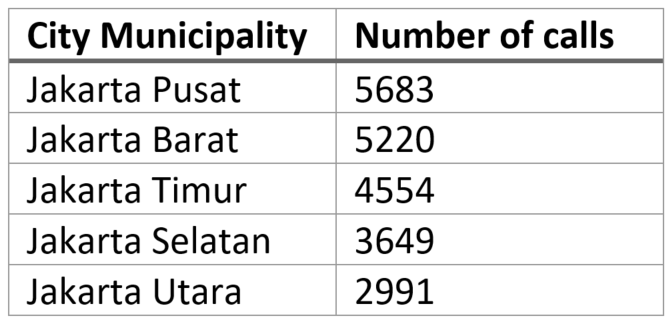 City Municipality Number of calls
Jakarta Pusat 5683
Jakarta Barat 5220
Jakarta Timur 4554
Jakarta Selatan 3649
Jakarta Utara 2991